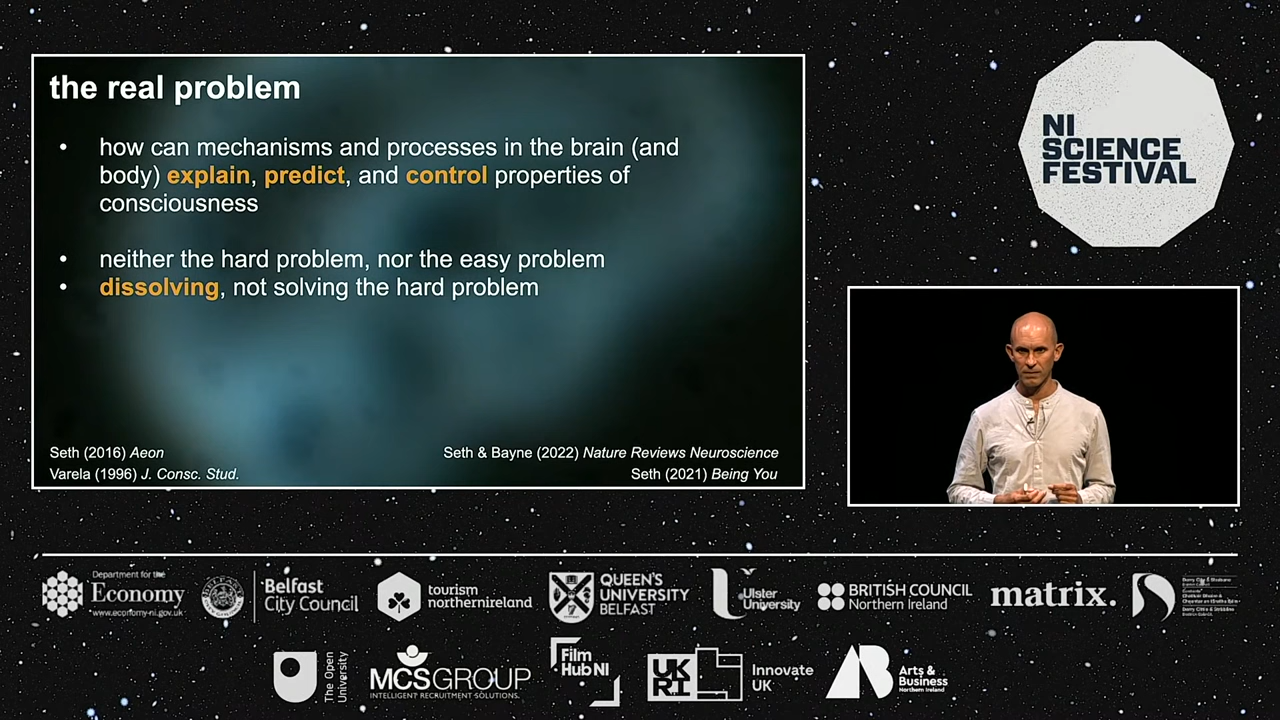 the real problem
• how can mechanisms and processes in the brain (and
body) explain, predict, and control properties of
consciousness
• neither the hard problem, nor the easy problem
• dissolving, not solving the hard problem
Seth (2016) Aeon
Varela (1996) J. Consc. Stud.
Seth & Bayne (2022) Nature Reviews Neuroscience
Seth (2021) Being You
NI
SCIENCE
FESTIVAL
Department for the
Economy
www.economy-ni.gov.uk
Belfast
City Council
tourism
northernireland
QUEEN'S
UNIVERSITY
BELFAST
Ulster
University
BRITISH COUNCIL
Northern Ireland
matrix.
The Open
University
MCSGROUP
INTELLIGENT RECRUITMENT SOLUTIONS.
Film
Hub NI
UK
RI
Innovate
UK
AB
Arts &
Business
Northern Ireland